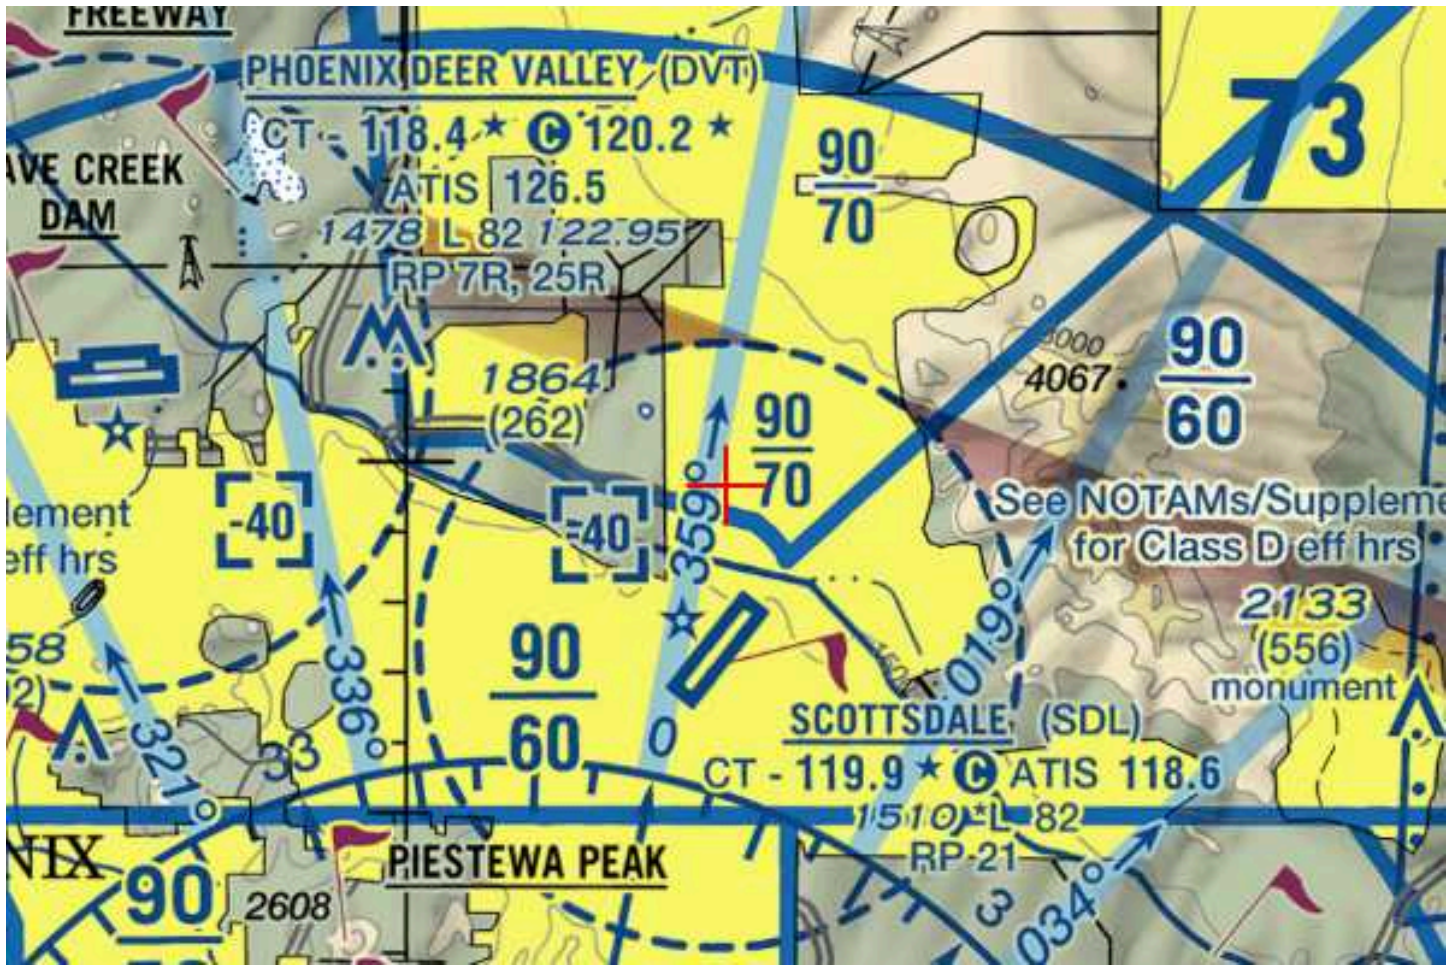 FREEWAY
PHOENIX DEER VALLEY (DVT)
CT - 118.4 ★ C 120.2 ★
ATIS 126.5
1478 L 82 122.95
RP 7R, 25R
AVE CREEK
DAM
90
70
73
1864
(262)
90
70
3000
4067
90
60
-40
-40
359°
See NOTAMs/Suppleme
for Class D eff hrs
lement
eff hrs
2133
(556)
monument
58
2)
321°
336°
33
90
60
0
019°
SCOTTSDALE (SDL)
CT - 119.9 ★ C ATIS 118.6
1510 *L 82
RP 21
3
034°
NIX
PIESTEWA PEAK
90
2608